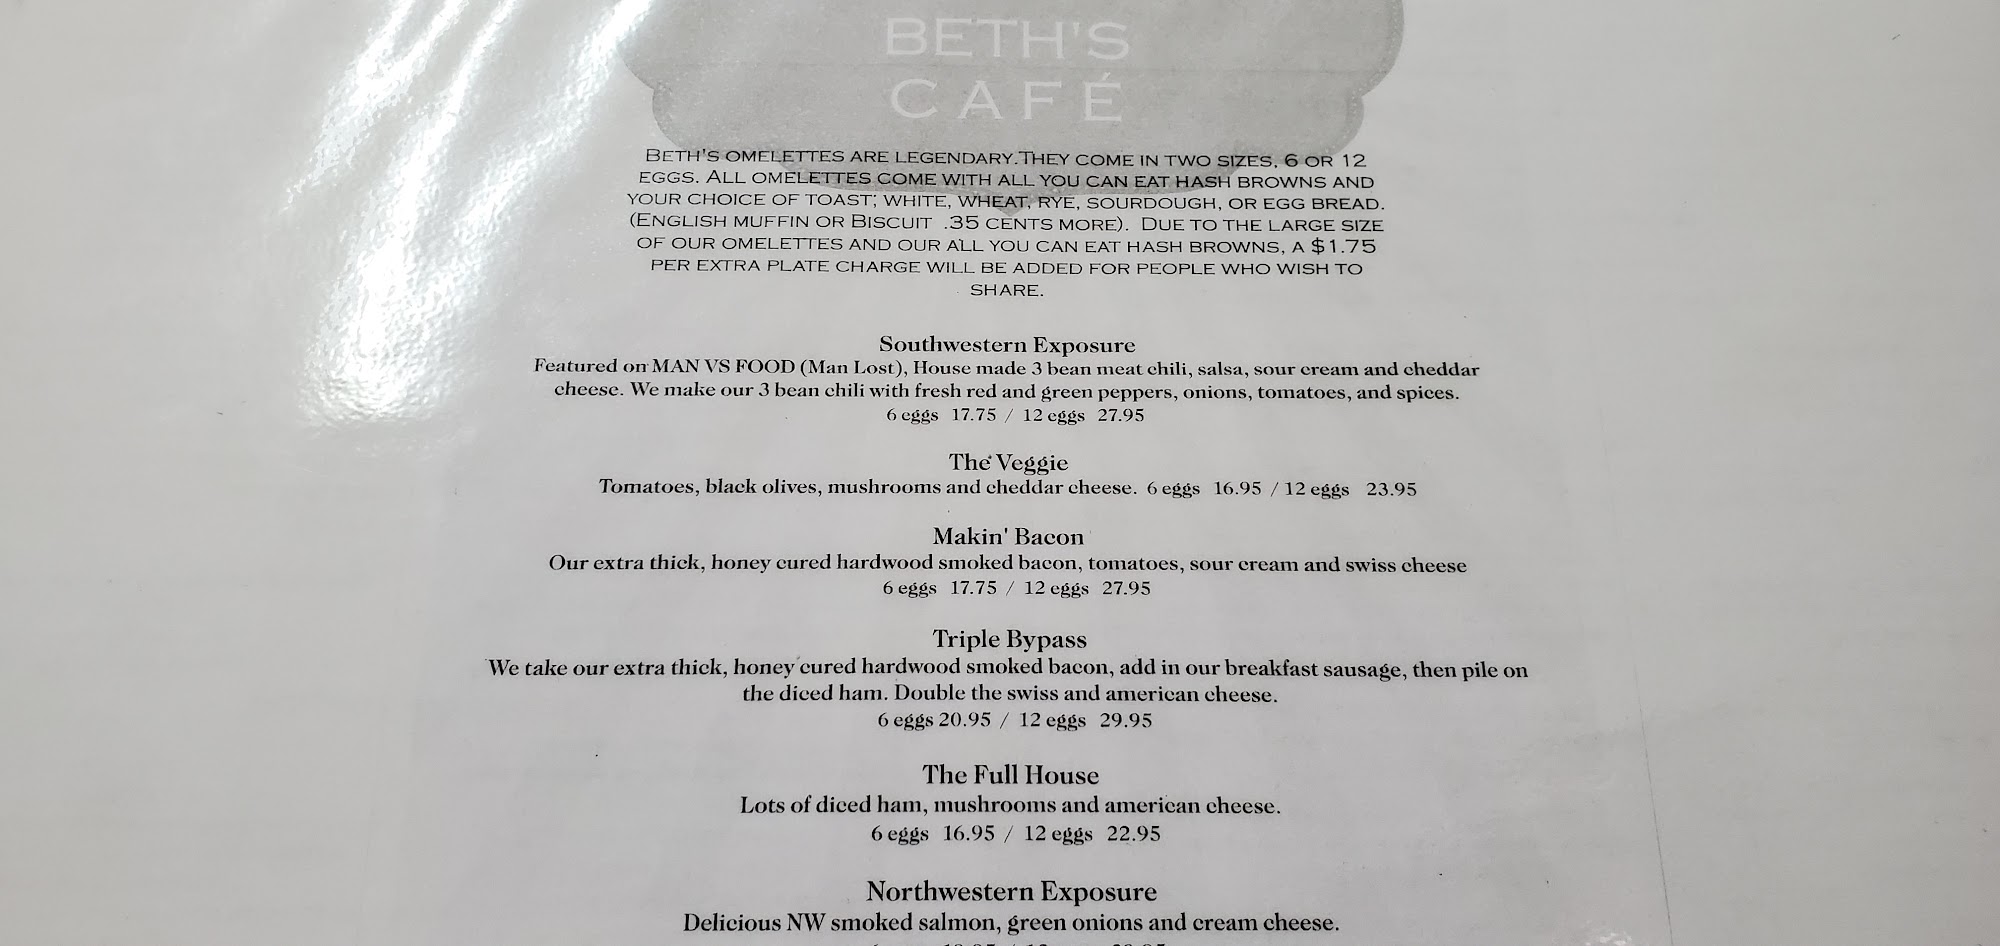 BETH'S
CAFÉ
BETH'S OMELETTES ARE LEGENDARY.THEY COME IN TWO SIZES, 6 OR 12
EGGS. ALL OMELETTES COME WITH ALL YOU CAN EAT HASH BROWNS AND
YOUR CHOICE OF TOAST; WHITE, WHEAT, RYE, SOURDOUGH, OR EGG BREAD.
(ENGLISH MUFFIN OR BISCUIT .35 CENTS MORE). DUE TO THE LARGE SIZE
OF OUR OMELETTES AND OUR ALL YOU CAN EAT HASH BROWNS, A $1.75
PER EXTRA PLATE CHARGE WILL BE ADDED FOR PEOPLE WHO WISH TO
SHARE.
Southwestern Exposure
Featured on MAN VS FOOD (Man Lost), House made 3 bean meat chili, salsa, sour cream and cheddar
cheese. We make our 3 bean chili with fresh red and green peppers, onions, tomatoes, and spices.
6 eggs 17.75 / 12 eggs 27.95
The Veggie
Tomatoes, black olives, mushrooms and cheddar cheese. 6 eggs 16.95 / 12 eggs 23.95
Makin' Bacon
Our extra thick, honey cured hardwood smoked bacon, tomatoes, sour cream and swiss cheese
6 eggs 17.75 / 12 eggs 27.95
Triple Bypass
We take our extra thick, honey cured hardwood smoked bacon, add in our breakfast sausage, then pile on
the diced ham. Double the swiss and american cheese.
6 eggs 20.95 / 12 eggs 29.95
The Full House
Lots of diced ham, mushrooms and american cheese.
6 eggs 16.95 / 12 eggs 22.95
Northwestern Exposure
Delicious NW smoked salmon, green onions and cream cheese.